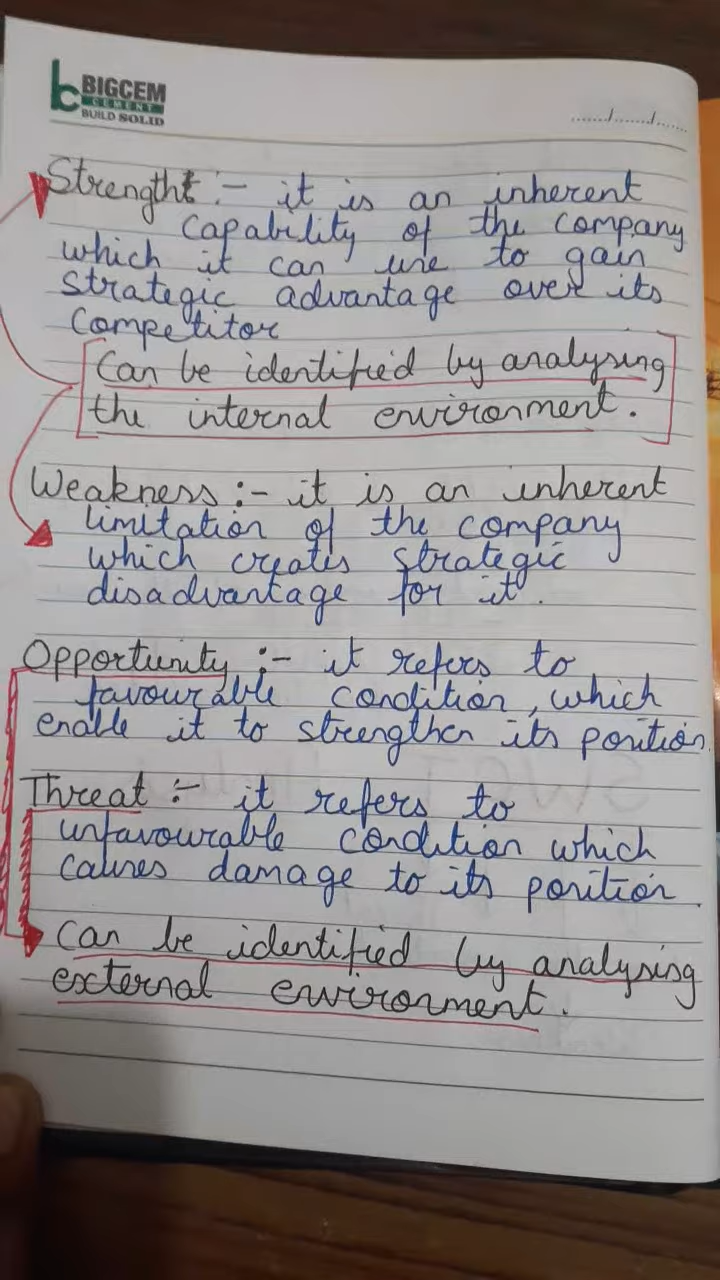 BIGCEM
CEMENT
BUILD SOLID
....../......./......
Strenght :- it is an inherent
capability of the company
which it can use to gain
strategic advantage over its
competitor
Can be identified by analysing
the internal environment.
Weakness :- it is an inherent
limitation of the company
which creates strategic
disadvantage for it.
Opportunity :- it refers to
favourable condition, which
enable it to strengthen its position
Threat :- it refers to
unfavourable condition which
causes damage to its position.
Can be identified by analysing
external environment.